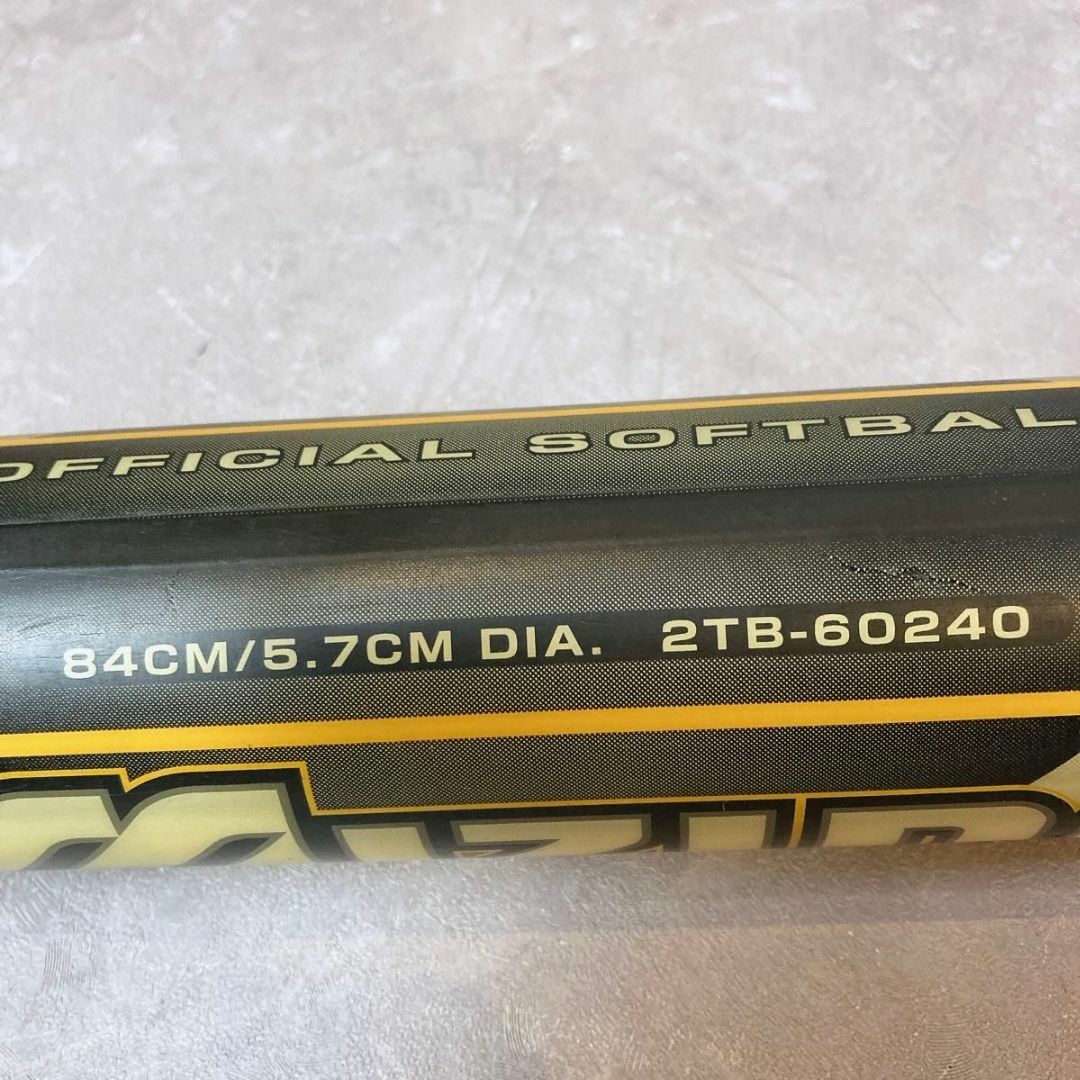 OFFICIAL SOFTBAL
84CM/5.7CM DIA. 2TB-60240